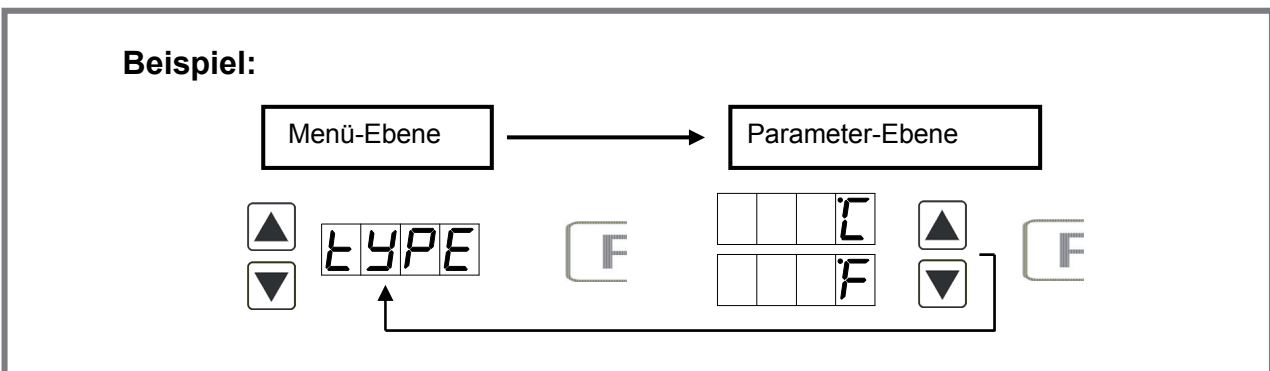 Beispiel:
Menü-Ebene
Parameter-Ebene
tYPE
F
°C
°F
F